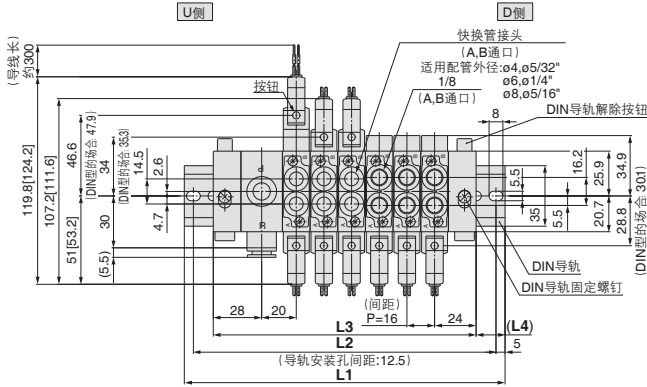 U侧
D侧
(导线长)
约300
按钮
快换管接头
(A,B通口)
适用配管外径:ø4,ø5/32"
ø6,ø1/4"
ø8,ø5/16"
1/8
(A,B通口)
8
DIN导轨解除按钮
119.8[124.2]
107.2[111.6]
46.6
(DIN型的场合 47.9)
34
(DIN型的场合 35.3)
14.5
2.6
4.7
30
51[53.2]
(5.5)
5.5
16.2
25.9
34.9
35
5.5
20.7
28.8
(DIN型的场合 30.1)
DIN导轨
DIN导轨固定螺钉
28
20
(间距)
P=16
24
L3
(L4)
L2
5
(导轨安装孔间距:12.5)
L1